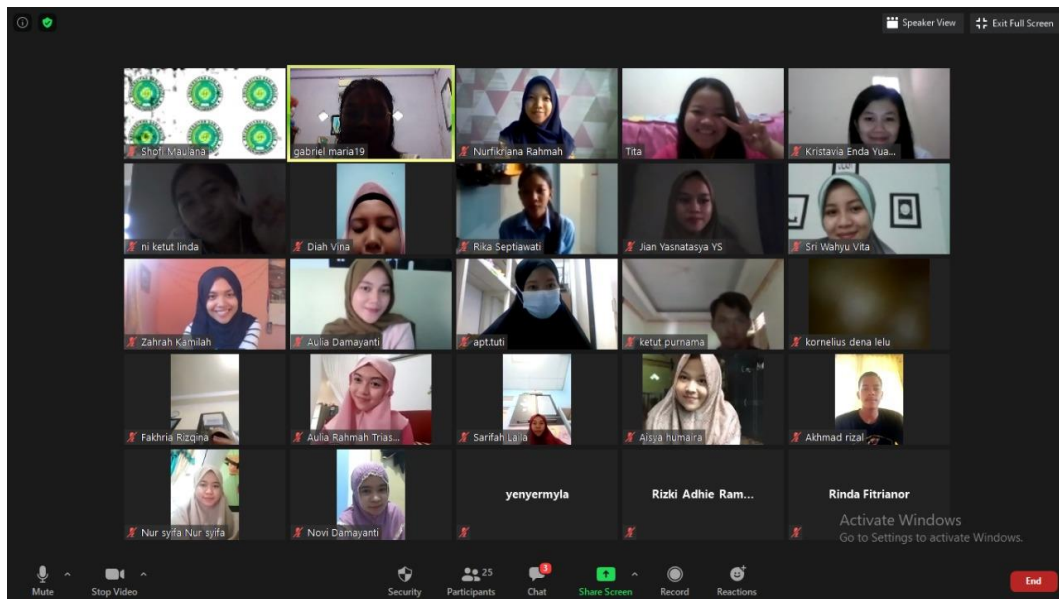 Speaker View
Exit Full Screen
Shofi Maulana
gabriel maria19
Nurfikriana Rahmah
Tita
Kristavia Enda Yua...
ni ketut linda
Diah Vina
Rika Septiawati
Jian Yasnatasya YS
Sri Wahyu Vita
Zahrah Kamilah
Aulia Damayanti
apt.tuti
ketut purnama
kornelius dena lelu
Fakhria Rizqina
Aulia Rahmah Trias...
Sarifah Laila
Aisya humaira
Akhmad rizal
Nur syifa Nur syifa
Novi Damayanti
yenyermyla
Rizki Adhie Ram...
Rinda Fitrianor
Activate Windows
Go to Settings to activate Windows.
Mute
Stop Video
Security
Participants
25
Chat
3
Share Screen
Record
Reactions
End